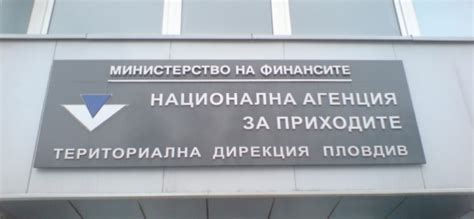 МИНИСТЕРСТВО НА ФИНАНСИТЕ
НАЦИОНАЛНА АГЕНЦИЯ
ЗА ПРИХОДИТЕ
ТЕРИТОРИАЛНА ДИРЕКЦИЯ ПЛОВДИВ